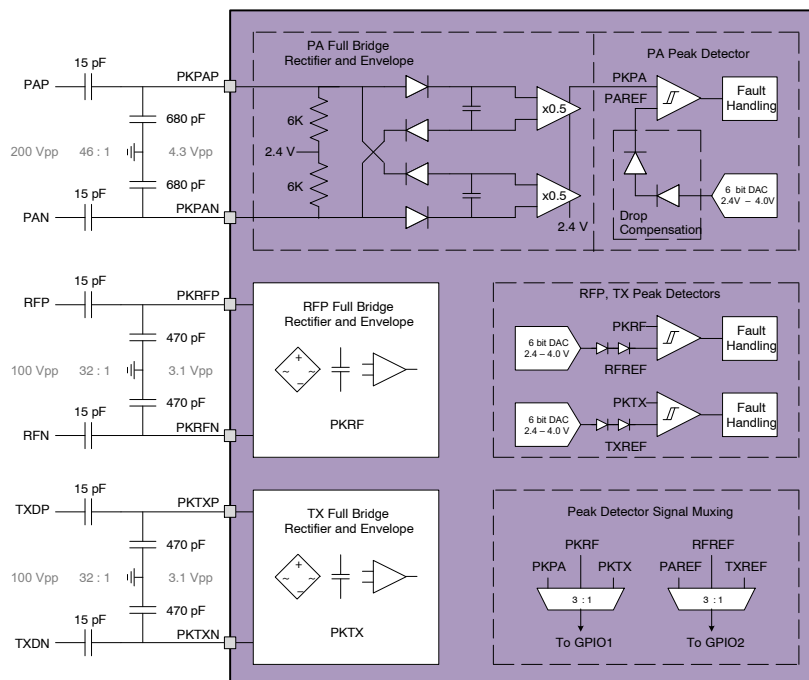 PA Full Bridge
Rectifier and Envelope
PA Peak Detector
15 pF
PAP
PKPAP
680 pF
200 Vpp
46 : 1
4.3 Vpp
680 pF
PAN
15 pF
PKPAN
6K
2.4 V
6K
x0.5
x0.5
2.4 V
PKPA
PAREF
Fault
Handling
6 bit DAC
2.4V – 4.0V
Drop
Compensation
15 pF
RFP
PKRFP
470 pF
100 Vpp
32 : 1
3.1 Vpp
470 pF
RFN
15 pF
PKRFN
RFP Full Bridge
Rectifier and Envelope
~
+
~
−
PKRF
RFP, TX Peak Detectors
6 bit DAC
2.4 – 4.0 V
PKRF
RFREF
Fault
Handling
6 bit DAC
2.4 – 4.0 V
PKTX
TXREF
Fault
Handling
15 pF
TXDP
PKTXP
470 pF
100 Vpp
32 : 1
3.1 Vpp
470 pF
TXDN
15 pF
PKTXN
TX Full Bridge
Rectifier and Envelope
~
+
~
−
PKTX
Peak Detector Signal Muxing
PKRF
PKPA
PKTX
3 : 1
To GPIO1
RFREF
PAREF
TXREF
3 : 1
To GPIO2